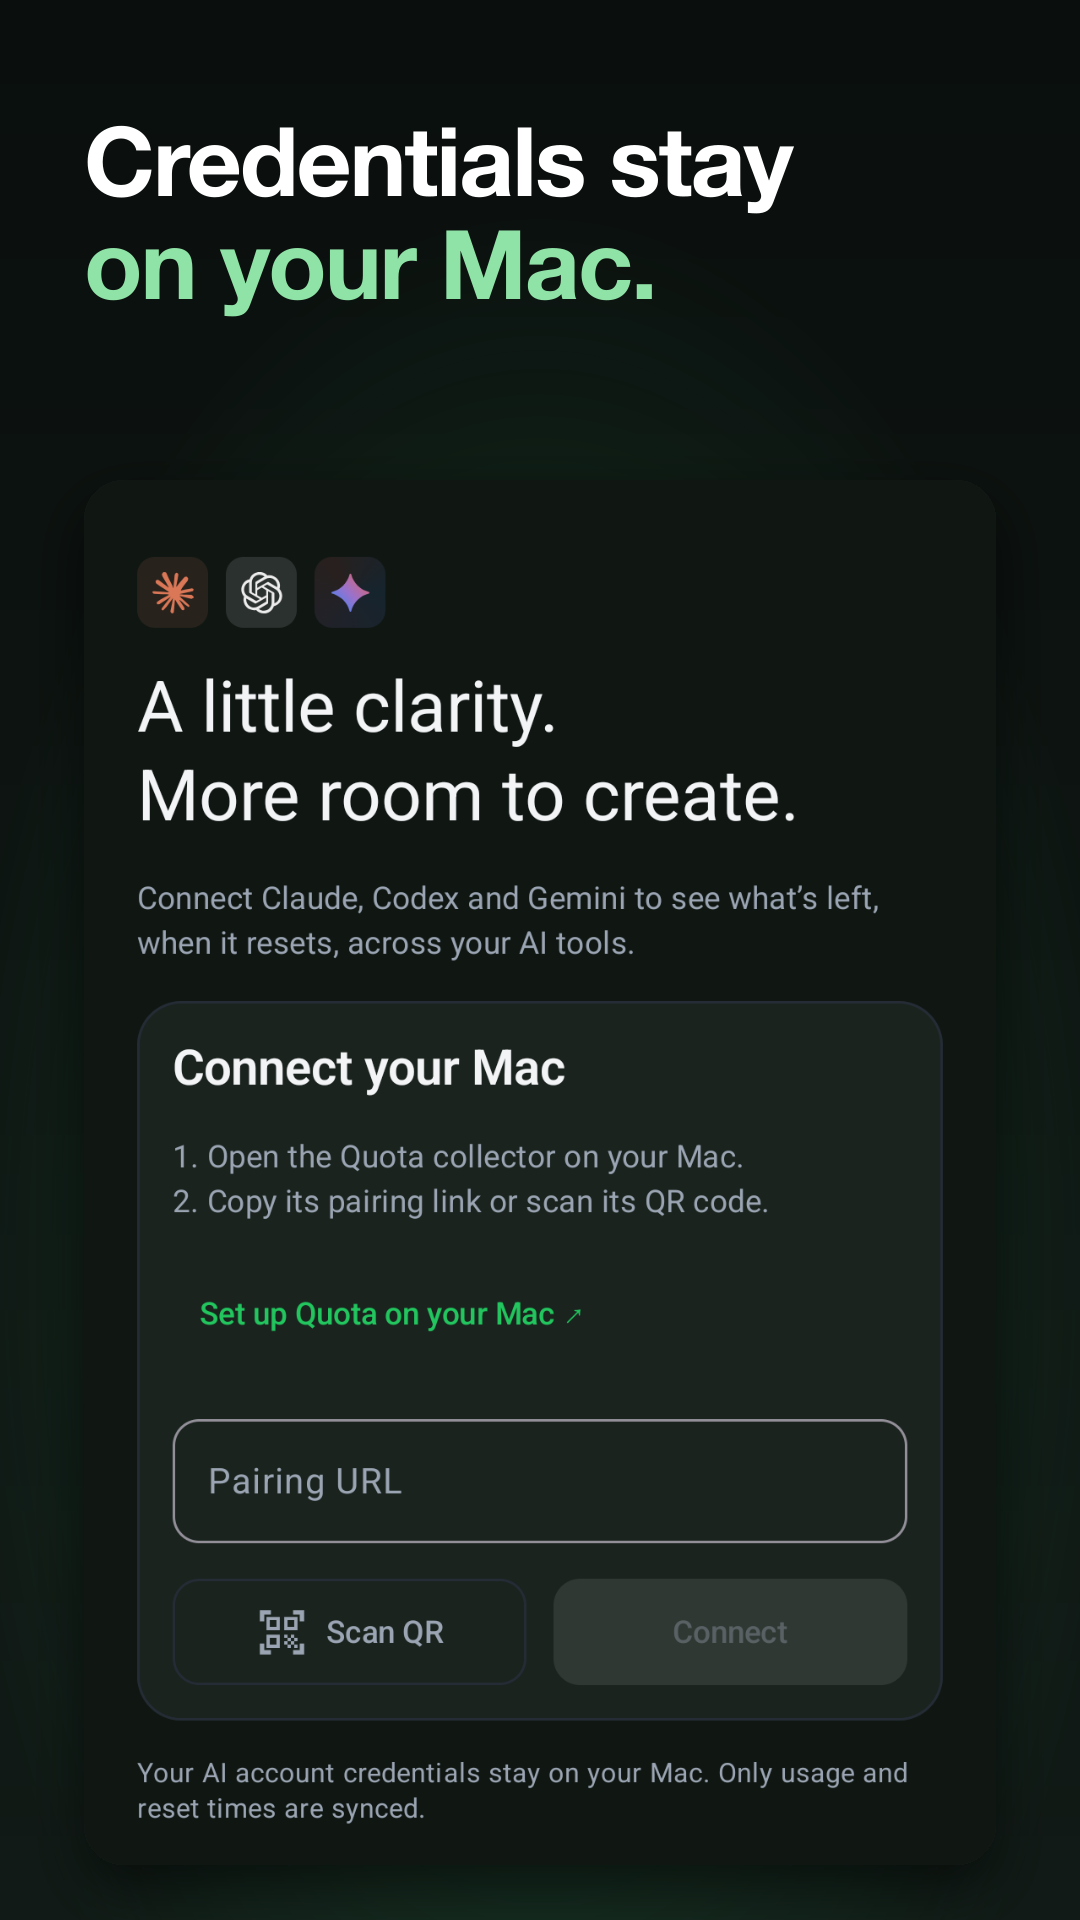 Credentials stay
on your Mac.
A little clarity.
More room to create.
Connect Claude, Codex and Gemini to see what’s left,
when it resets, across your AI tools.
Connect your Mac
1. Open the Quota collector on your Mac.
2. Copy its pairing link or scan its QR code.
Set up Quota on your Mac ↗
Pairing URL
Scan QR
Connect
Your AI account credentials stay on your Mac. Only usage and
reset times are synced.